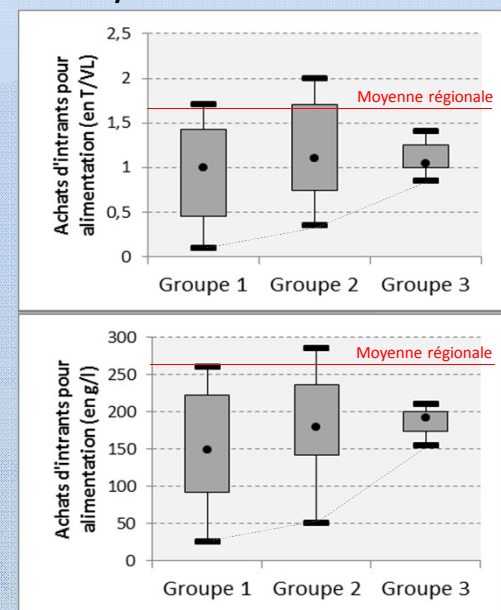 Achats d'intrants pour
alimentation (en T/VL)
2,5
2
1,5
1
0,5
0
Moyenne régionale
Groupe 1 Groupe 2 Groupe 3
Achats d'intrants pour
alimentation (en g/l)
300
250
200
150
100
50
0
Moyenne régionale
Groupe 1 Groupe 2 Groupe 3